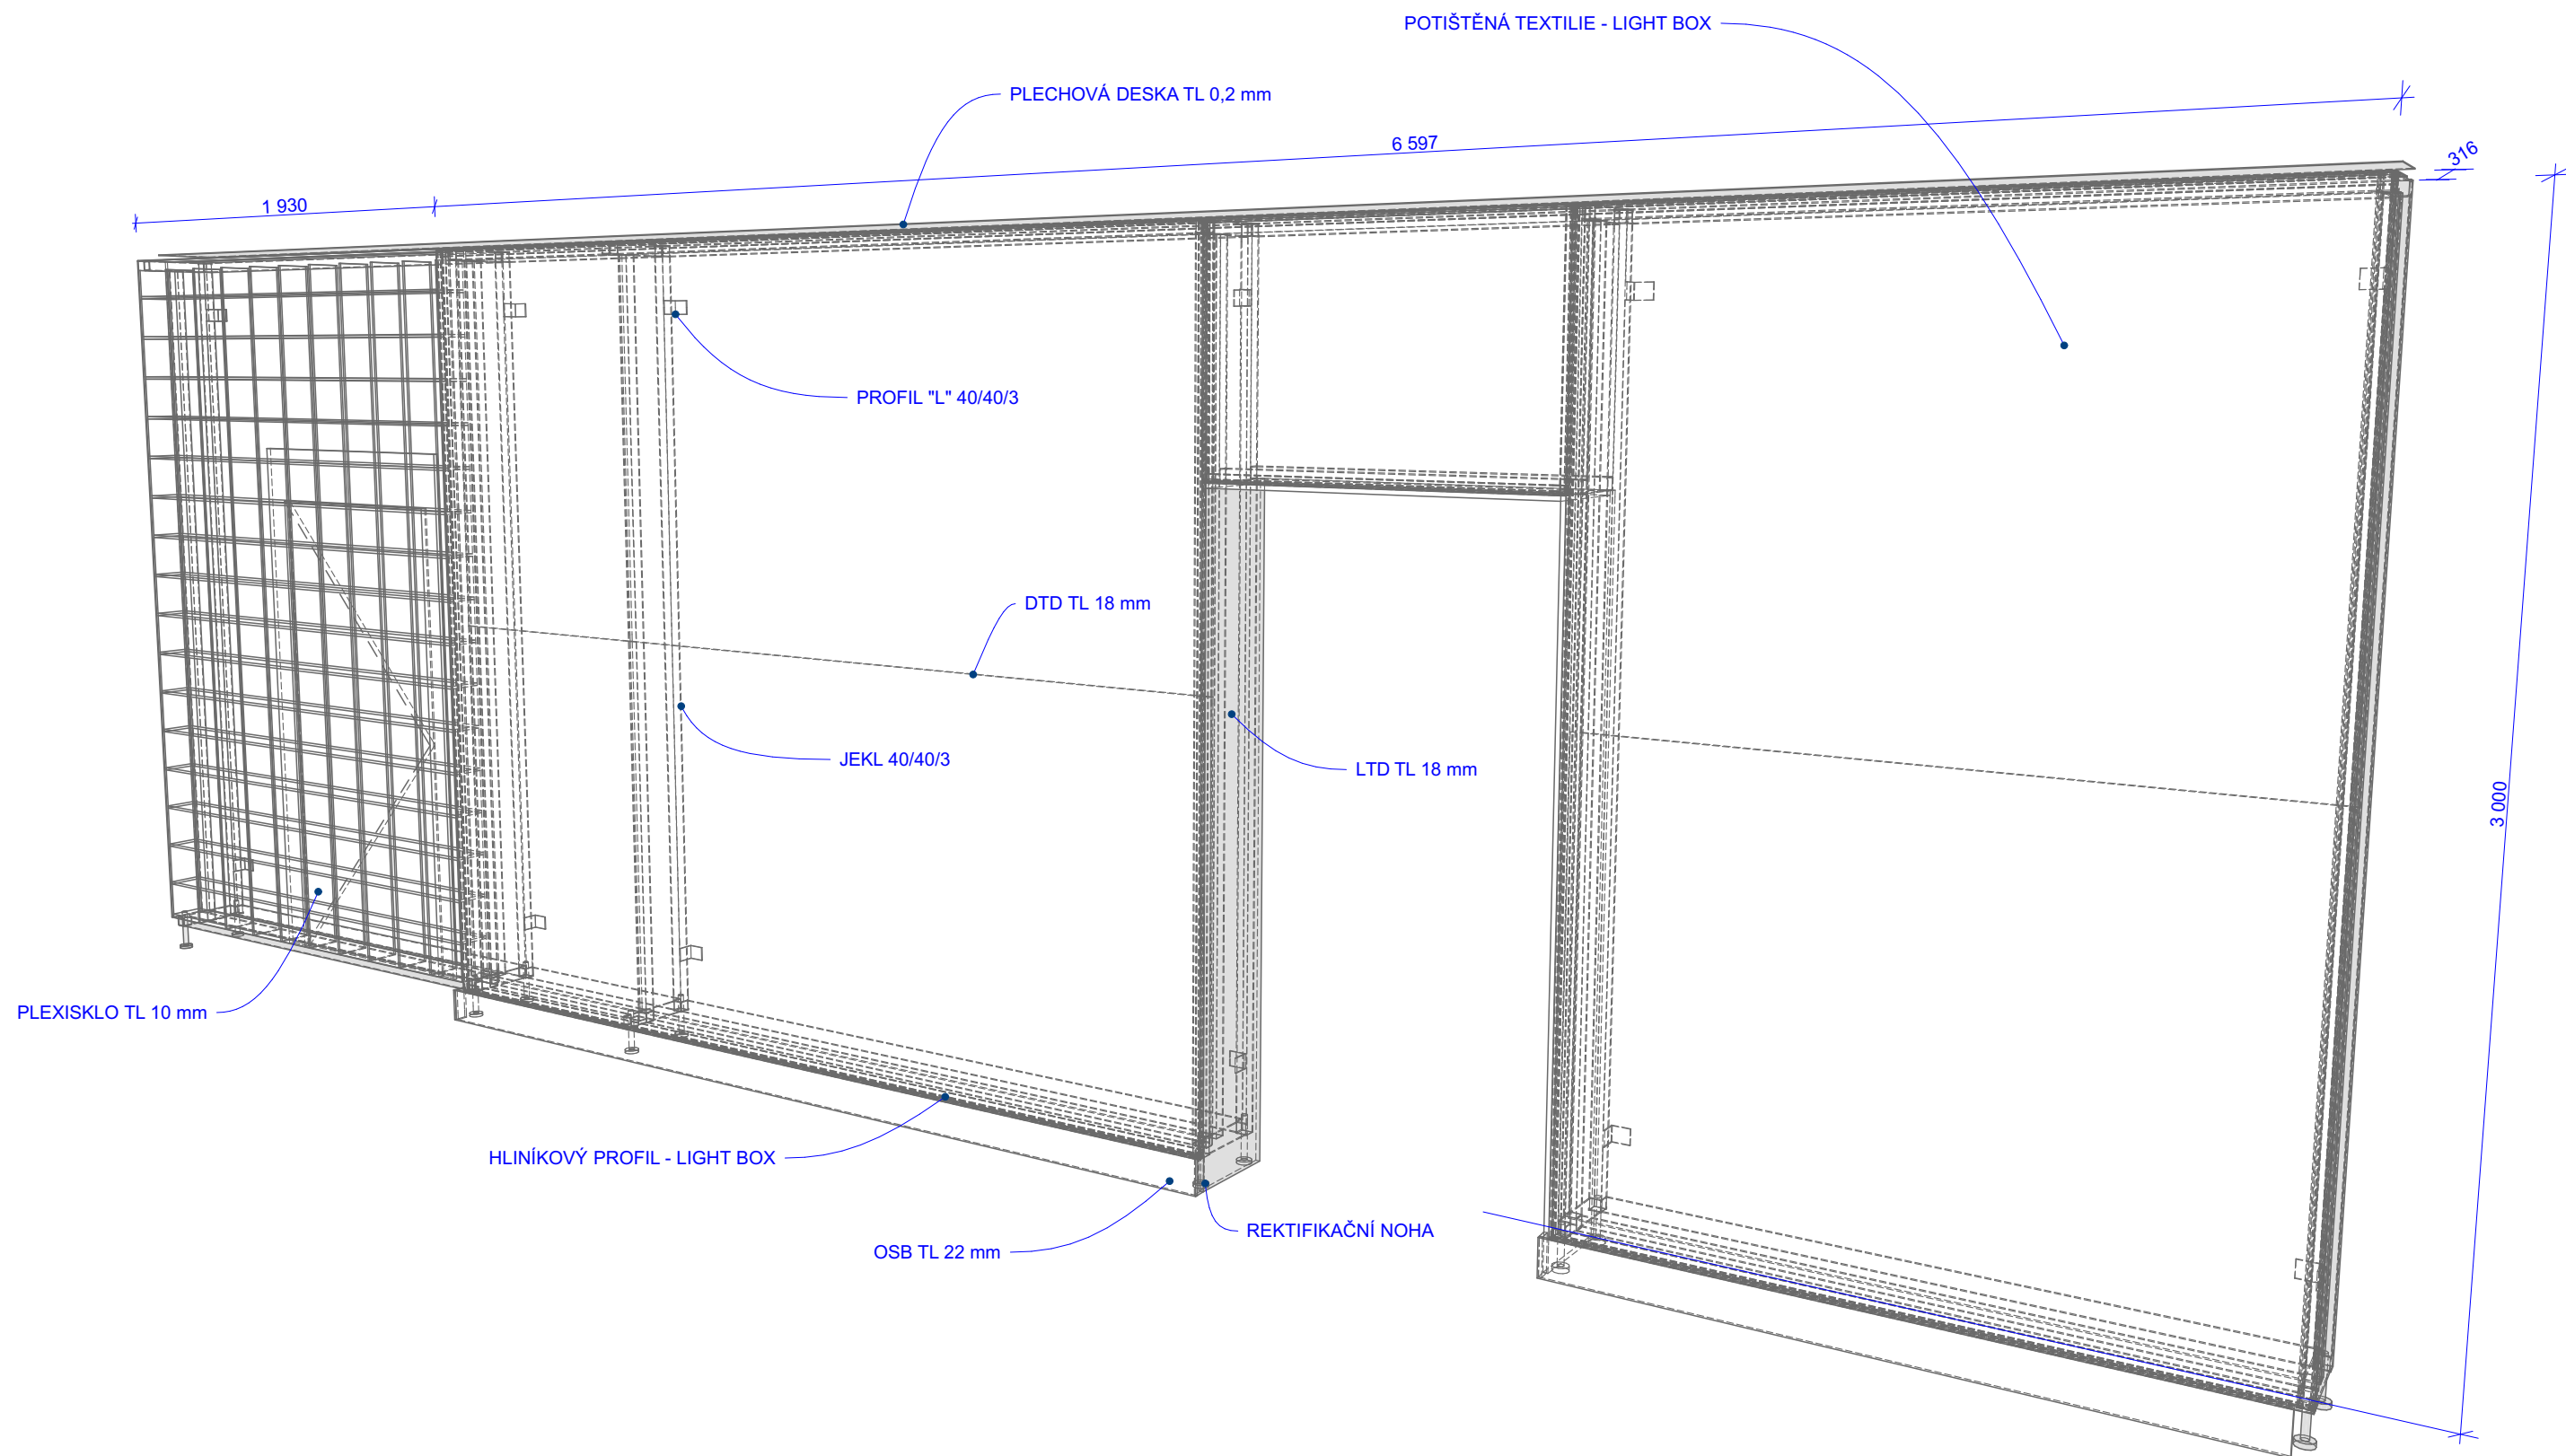 POTIŠTĚNÁ TEXTILIE - LIGHT BOX
PLECHOVÁ DESKA TL 0,2 mm
6 597
316
1 930
PROFIL "L" 40/40/3
DTD TL 18 mm
JEKL 40/40/3
LTD TL 18 mm
3 000
PLEXISKLO TL 10 mm
HLINÍKOVÝ PROFIL - LIGHT BOX
REKTIFIKAČNÍ NOHA
OSB TL 22 mm